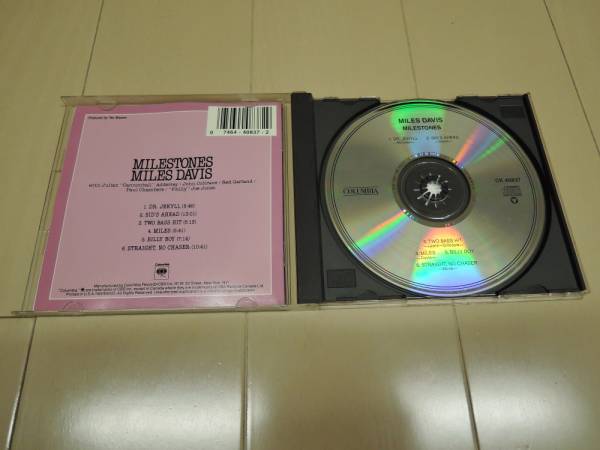 Produced by Teo Macero
0 7464-40837-2
MILESTONES
MILES DAVIS
with Julian "Cannonball" Adderley / John Coltrane / Red Garland /
Paul Chambers / "Philly" Joe Jones
1. DR. JEKYLL (5:46)
2. SID'S AHEAD (13:01)
3. TWO BASS HIT (5:13)
4. MILES (5:41)
5. BILLY BOY (7:14)
6. STRAIGHT, NO CHASER (10:41)
MILES DAVIS
MILESTONES
1. DR. JEKYLL
2. SID'S AHEAD
COLUMBIA
CK 40837
3. TWO BASS HIT
4. MILES
5. BILLY BOY
6. STRAIGHT, NO CHASER